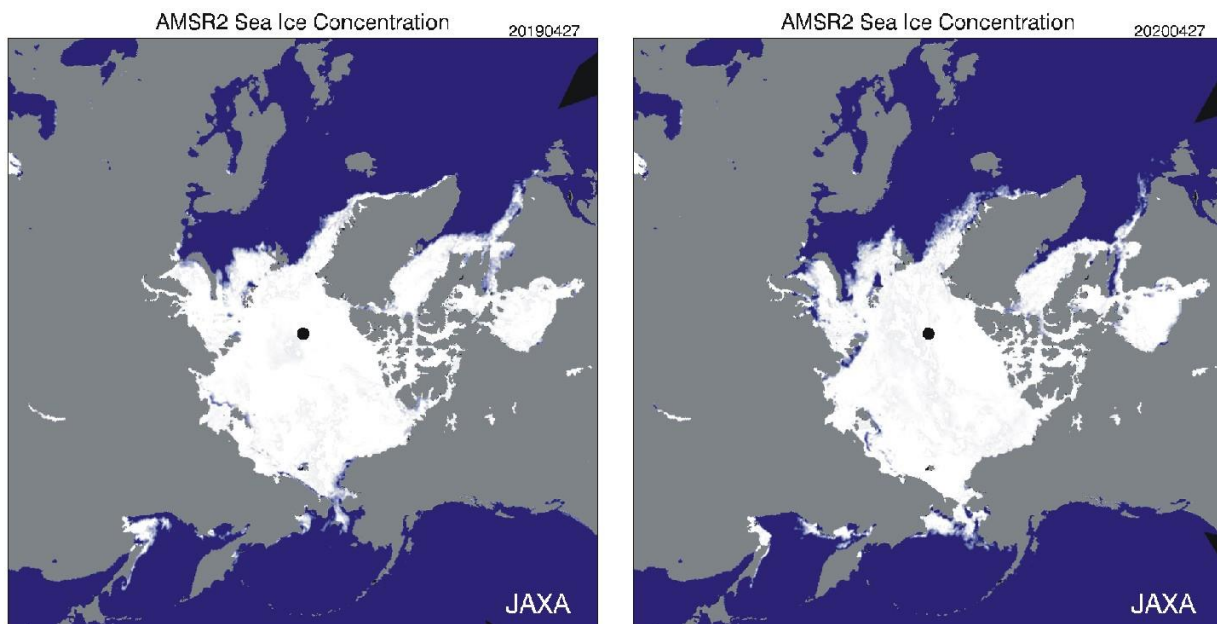 AMSR2 Sea Ice Concentration
20190427
JAXA
AMSR2 Sea Ice Concentration
20200427
JAXA